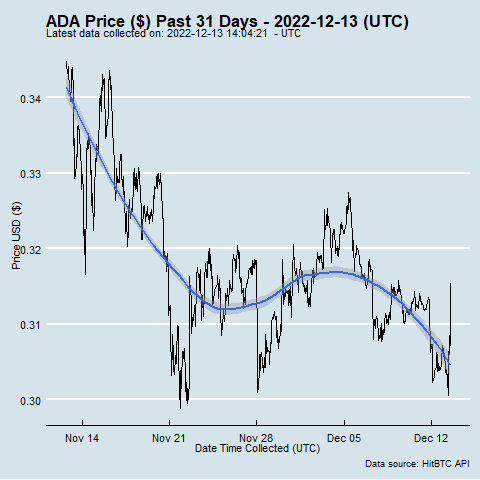 ADA Price ($) Past 31 Days - 2022-12-13 (UTC)
Latest data collected on: 2022-12-13 14:04:21 - UTC
Price USD ($)
0.34
0.33
0.32
0.31
0.30
Nov 14 Nov 21 Nov 28 Dec 05 Dec 12
Date Time Collected (UTC)
Data source: HitBTC API